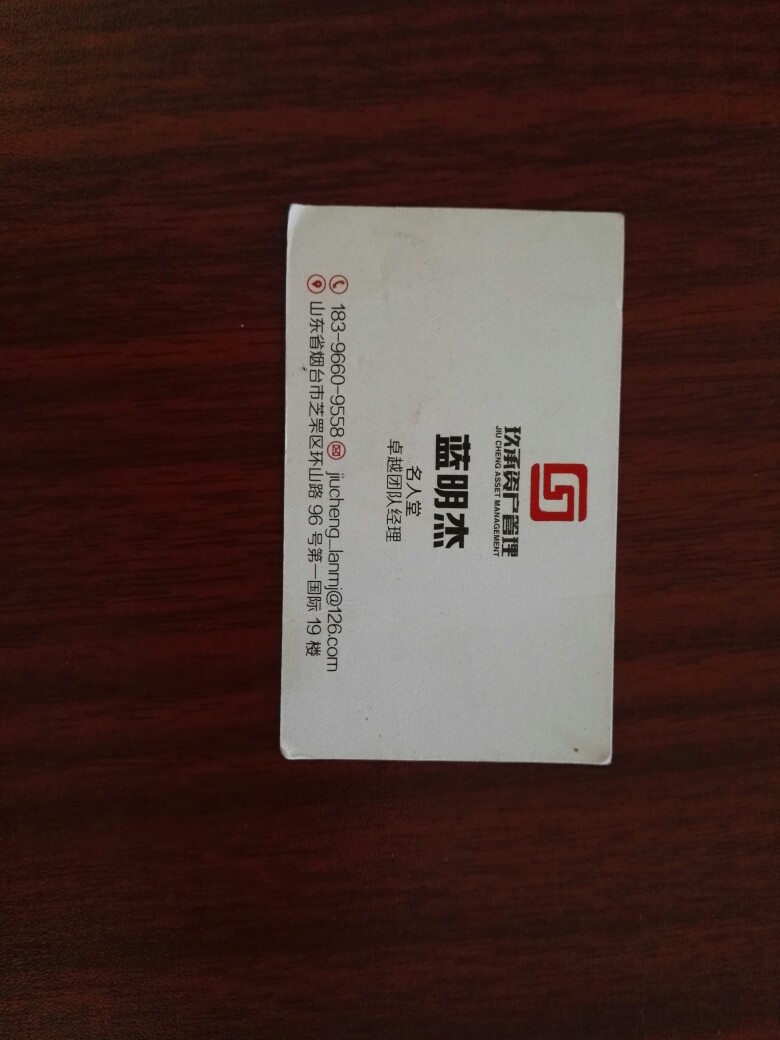 玖承资产管理
JIU CHENG ASSET MANAGEMENT
蓝明杰
名人堂
卓越团队经理
183-9660-9558 jiucheng_lanmj@126.com
山东省烟台市芝罘区环山路 96 号第一国际 19 楼